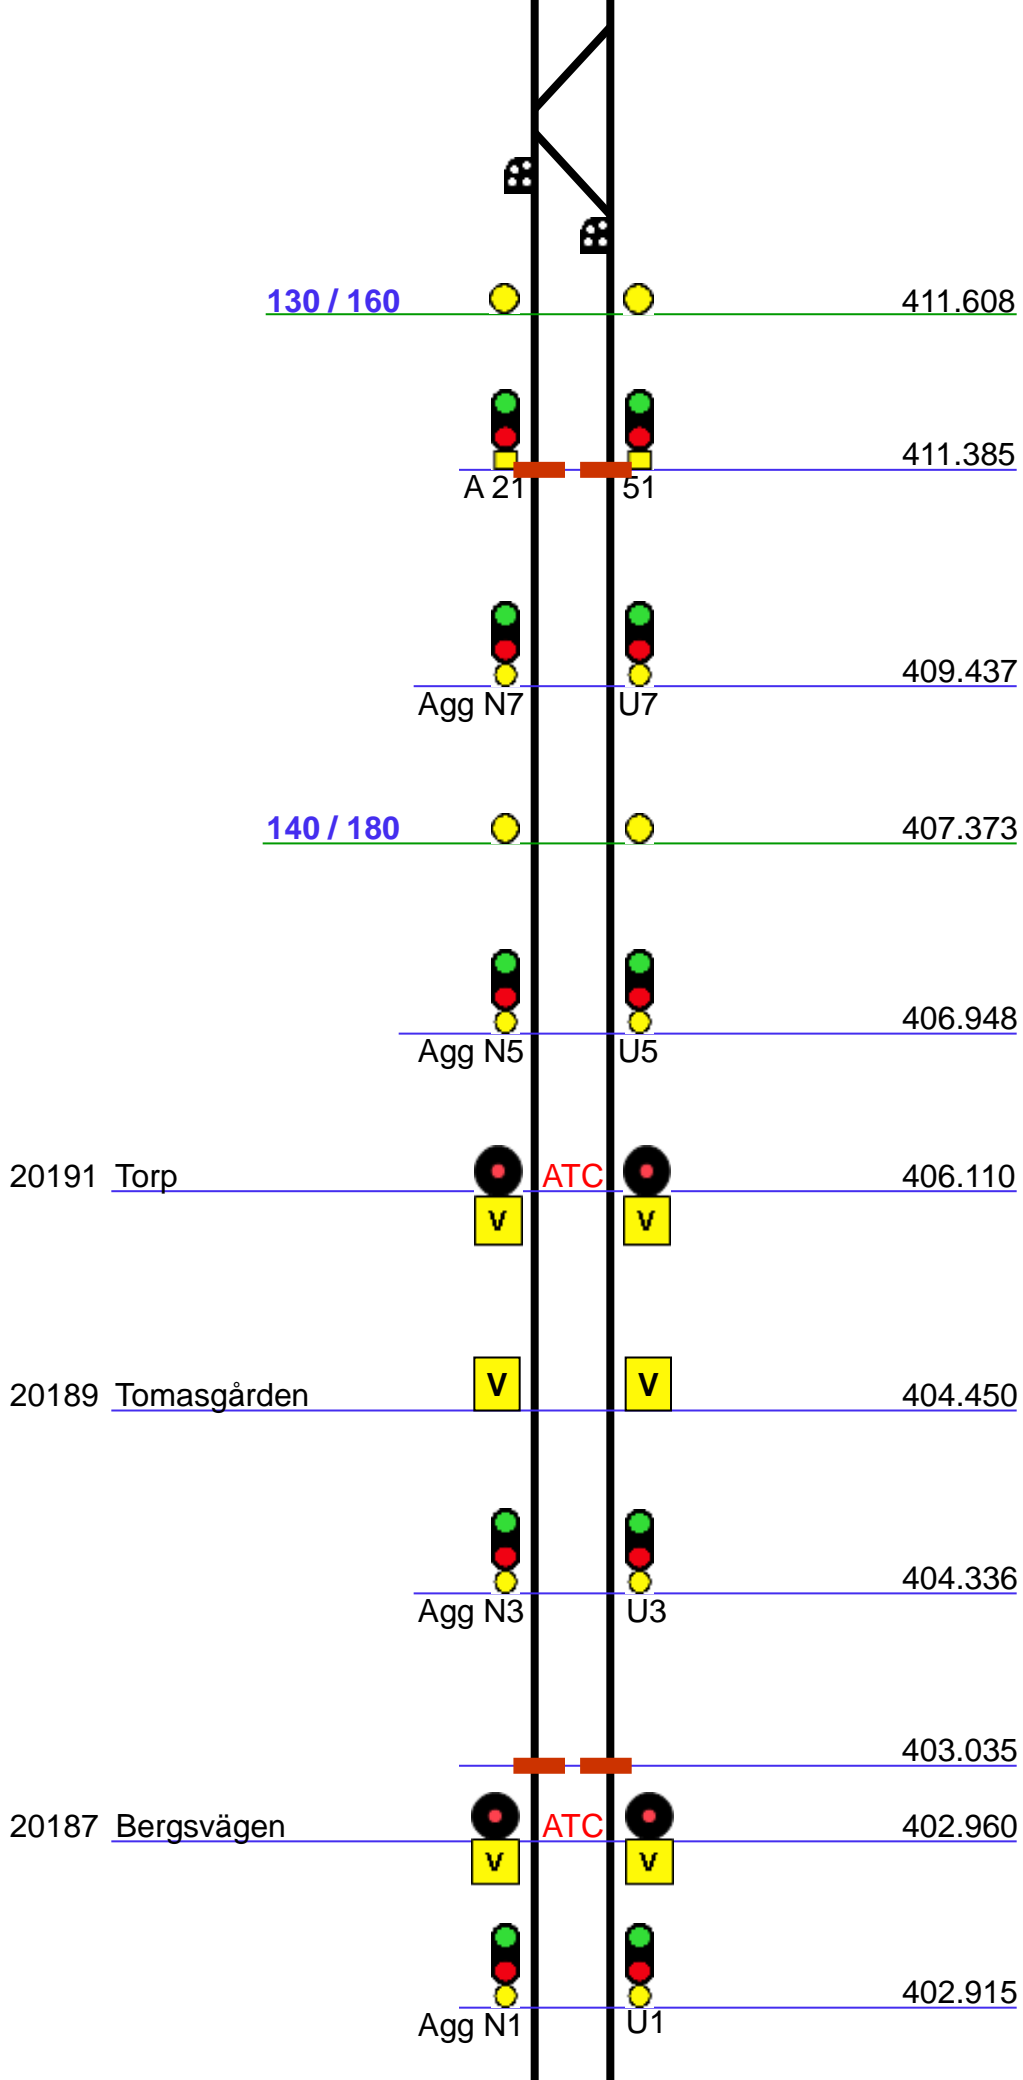 130 / 160 411.608
411.385
A 21 51
409.437
Agg N7 U7
140 / 180 407.373
406.948
Agg N5 U5
20191 Torp ATC 406.110
V V
V V
20189 Tomasgården 404.450
404.336
Agg N3 U3
403.035
20187 Bergsvägen ATC 402.960
V V
402.915
Agg N1 U1